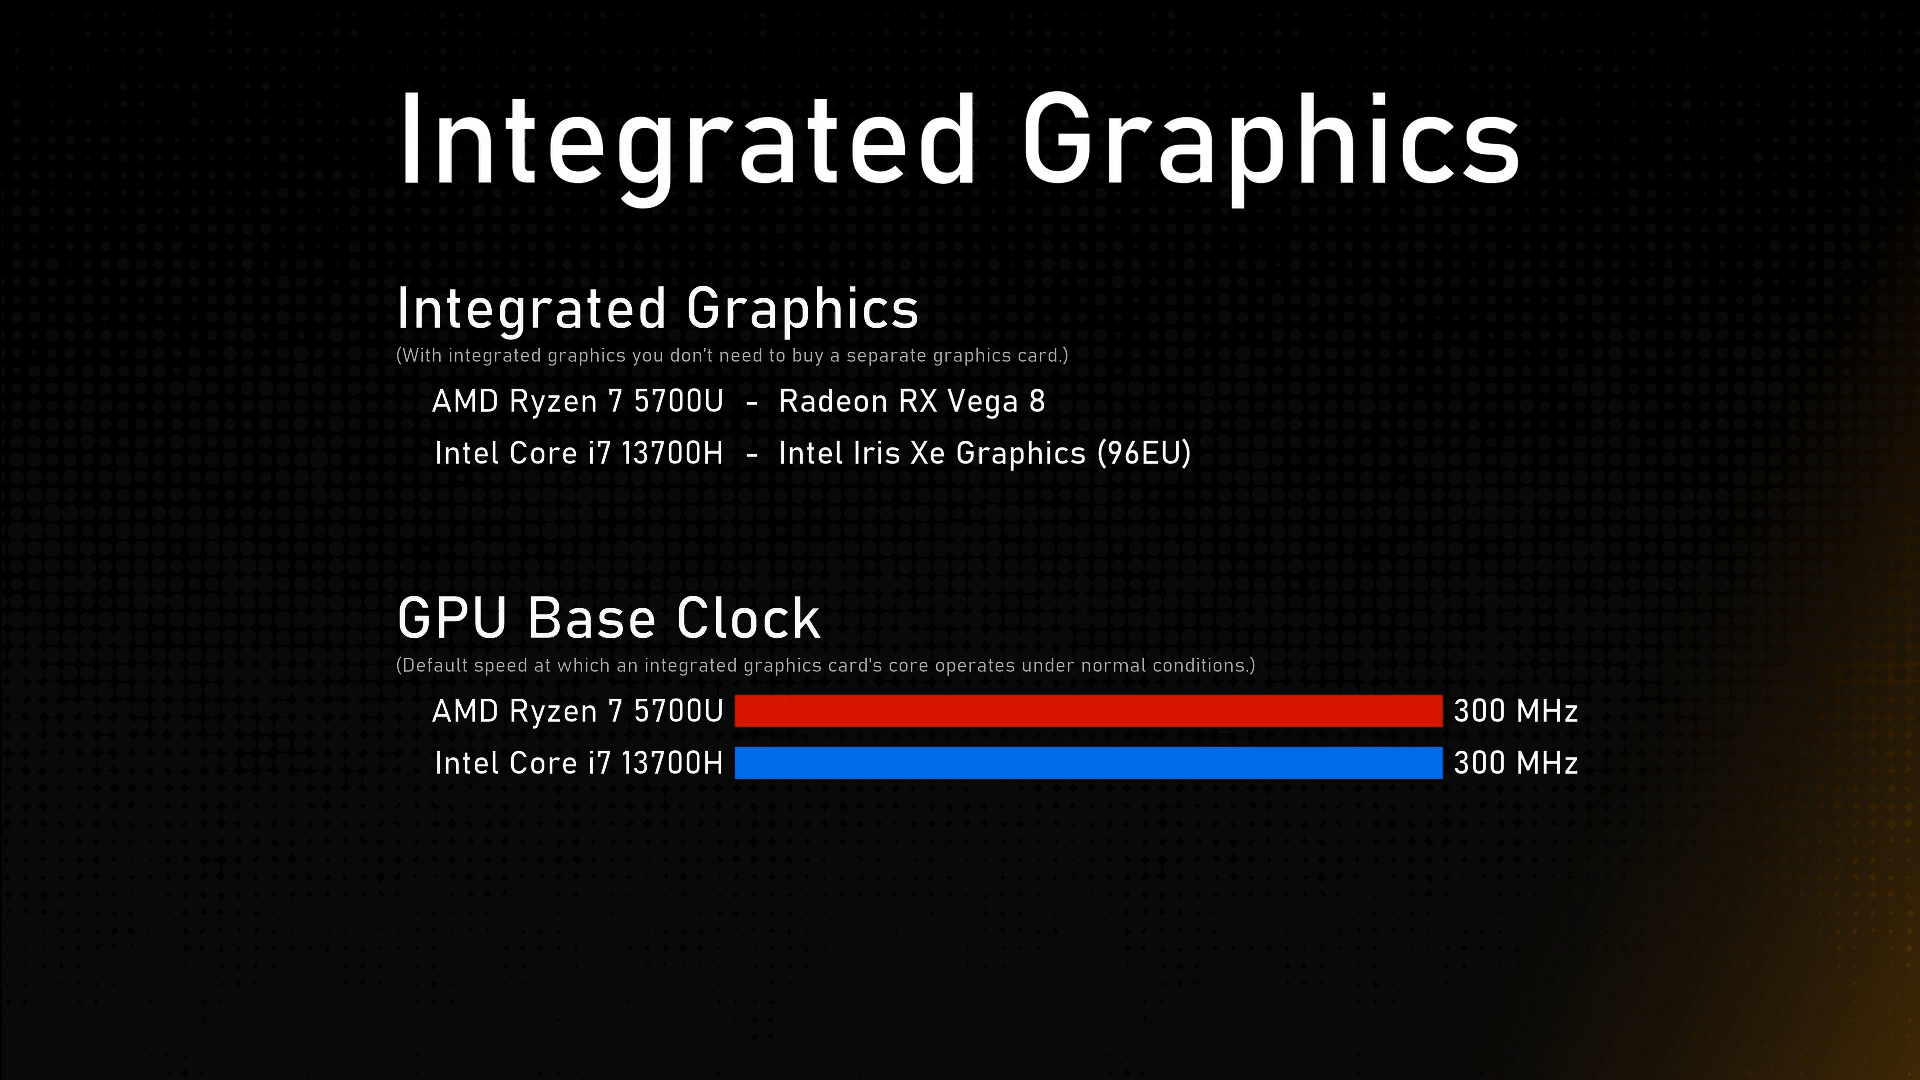 Integrated Graphics
Integrated Graphics
(With integrated graphics you don't need to buy a separate graphics card.)
AMD Ryzen 7 5700U - Radeon RX Vega 8
Intel Core i7 13700H - Intel Iris Xe Graphics (96EU)
GPU Base Clock
(Default speed at which an integrated graphics card's core operates under normal conditions.)
AMD Ryzen 7 5700U 300 MHz
Intel Core i7 13700H 300 MHz